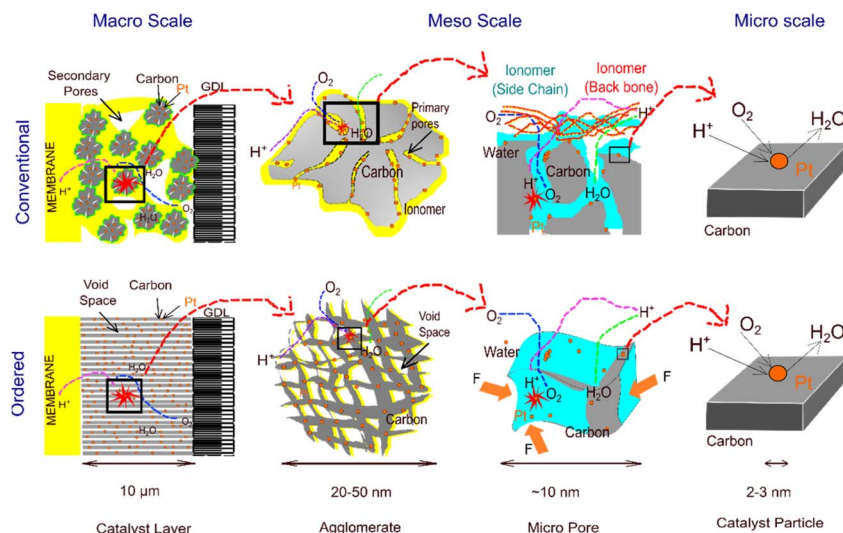 Macro Scale
Meso Scale
Micro scale
Conventional
Secondary
Pores
Carbon
Pt
GDL
MEMBRANE
H⁺
H₂O
H₂O
O₂
O₂
H₂O
H⁺
Primary
pores
Carbon
Pt
Ionomer
Ionomer
(Side Chain)
Ionomer
(Back bone)
O₂
H⁺
Water
Carbon
H⁺
O₂
H₂O
Pt
O₂
H₂O
H⁺
Pt
Carbon
Ordered
Void
Space
Carbon
Pt
GDL
MEMBRANE
H⁺
H₂O
O₂
H₂O
O₂
H⁺
H₂O
Void
Space
Carbon
O₂
H⁺
Water
F
F
H⁺
O₂
H₂O
Pt
Carbon
F
O₂
H₂O
H⁺
Pt
Carbon
10 µm
20-50 nm
~10 nm
2-3 nm
Catalyst Layer
Agglomerate
Micro Pore
Catalyst Particle